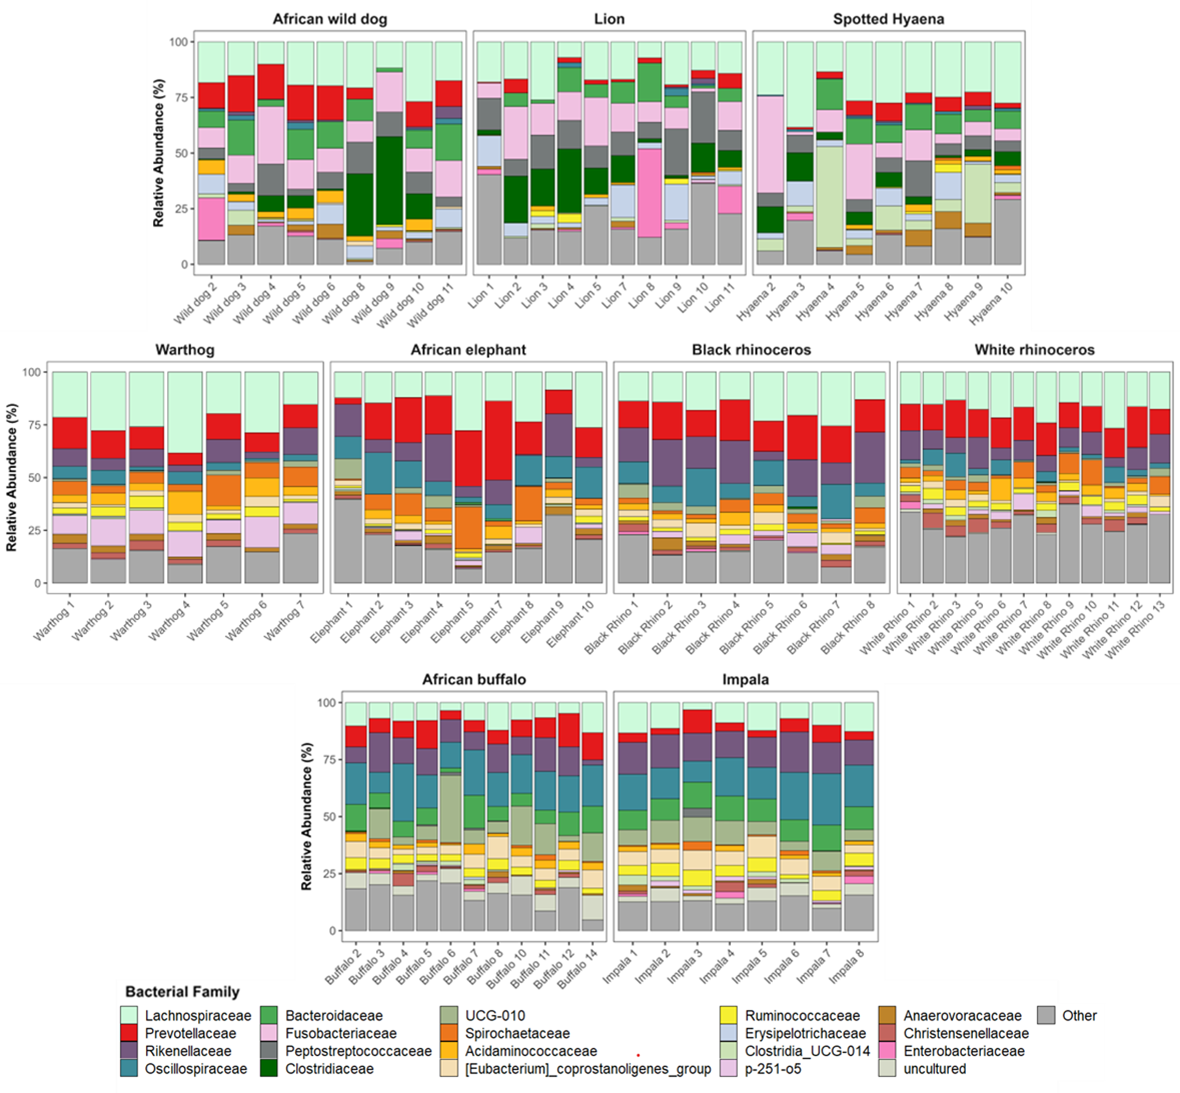 African wild dog Lion Spotted Hyaena
Relative Abundance (%)
100
75
50
25
0
Wild dog 2 Wild dog 3 Wild dog 4 Wild dog 5 Wild dog 6 Wild dog 8 Wild dog 9 Wild dog 10 Wild dog 11 Lion 1 Lion 2 Lion 3 Lion 4 Lion 5 Lion 7 Lion 8 Lion 9 Lion 10 Lion 11 Hyaena 2 Hyaena 3 Hyaena 4 Hyaena 5 Hyaena 6 Hyaena 7 Hyaena 8 Hyaena 9 Hyaena 10
Warthog African elephant Black rhinoceros White rhinoceros
Relative Abundance (%)
100
75
50
25
0
Warthog 1 Warthog 2 Warthog 3 Warthog 4 Warthog 5 Warthog 6 Warthog 7 Elephant 1 Elephant 2 Elephant 3 Elephant 4 Elephant 5 Elephant 7 Elephant 8 Elephant 9 Elephant 10 Black Rhino 1 Black Rhino 2 Black Rhino 3 Black Rhino 4 Black Rhino 5 Black Rhino 6 Black Rhino 7 Black Rhino 8 White Rhino 1 White Rhino 2 White Rhino 3 White Rhino 5 White Rhino 6 White Rhino 7 White Rhino 8 White Rhino 9 White Rhino 10 White Rhino 11 White Rhino 12 White Rhino 13
African buffalo Impala
Relative Abundance (%)
100
75
50
25
0
Buffalo 2 Buffalo 3 Buffalo 4 Buffalo 5 Buffalo 6 Buffalo 7 Buffalo 8 Buffalo 10 Buffalo 11 Buffalo 12 Buffalo 14 Impala 1 Impala 2 Impala 3 Impala 4 Impala 5 Impala 6 Impala 7 Impala 8
Bacterial Family
Lachnospiraceae Bacteroidaceae UCG-010 Ruminococcaceae Anaerovoracaceae Other
Prevotellaceae Fusobacteriaceae Spirochaetaceae Erysipelotrichaceae Christensenellaceae
Rikenellaceae Peptostreptococcaceae Acidaminococcaceae Clostridia_UCG-014 Enterobacteriaceae
Oscillospiraceae Clostridiaceae [Eubacterium]_coprostanoligenes_group p-251-o5 uncultured